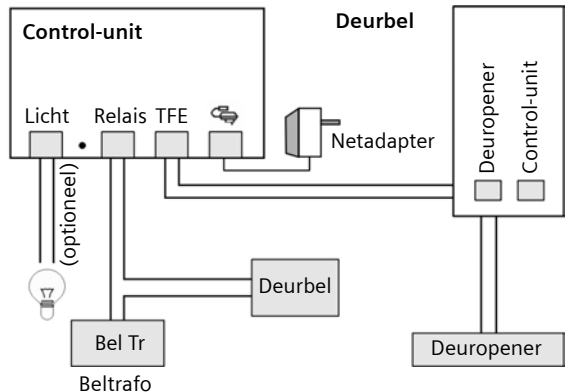 Control-unit
Deurbel
Licht
Relais
TFE
Netadapter
Deuropener
Control-unit
(optioneel)
Deurbel
Bel Tr
Deuropener
Beltrafo